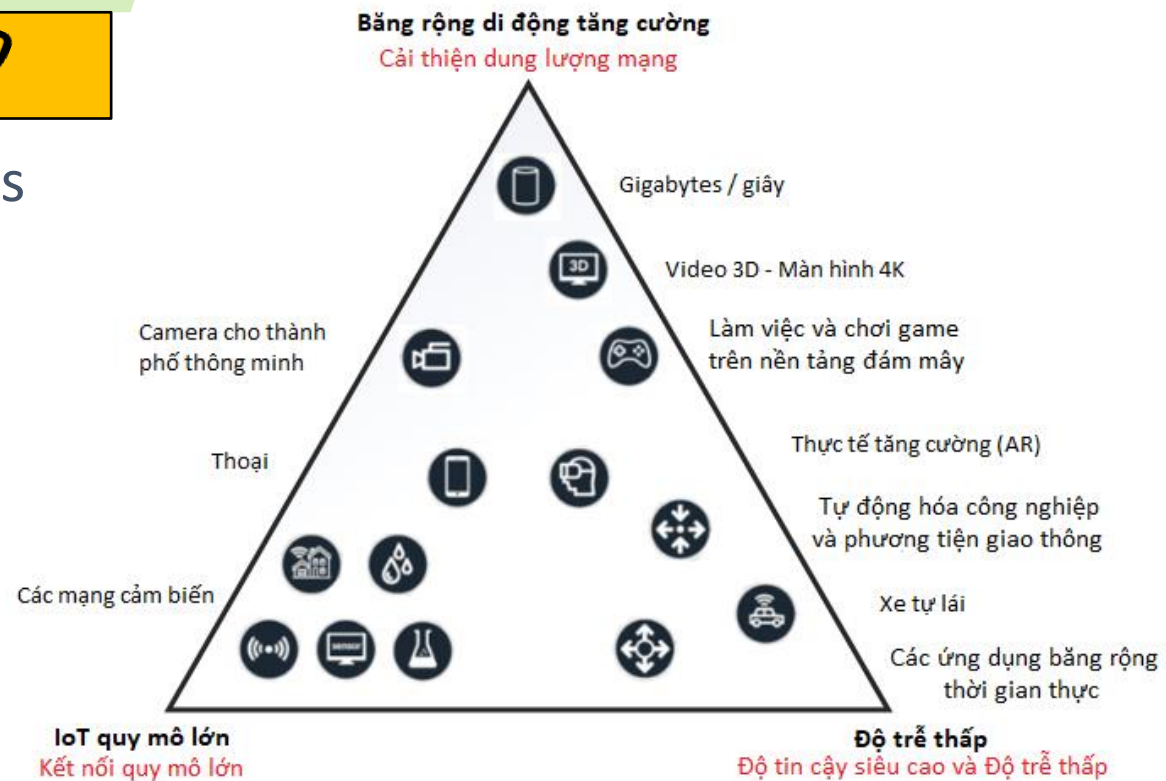 Băng rộng di động tăng cường
Cải thiện dung lượng mạng
s
Gigabytes / giây
3D
Video 3D - Màn hình 4K
Camera cho thành
phố thông minh
Làm việc và chơi game
trên nền tảng đám mây
Thoại
Thực tế tăng cường (AR)
Tự động hóa công nghiệp
và phương tiện giao thông
Các mạng cảm biến
Xe tự lái
sensor
Các ứng dụng băng rộng
thời gian thực
IoT quy mô lớn
Kết nối quy mô lớn
Độ trễ thấp
Độ tin cậy siêu cao và Độ trễ thấp